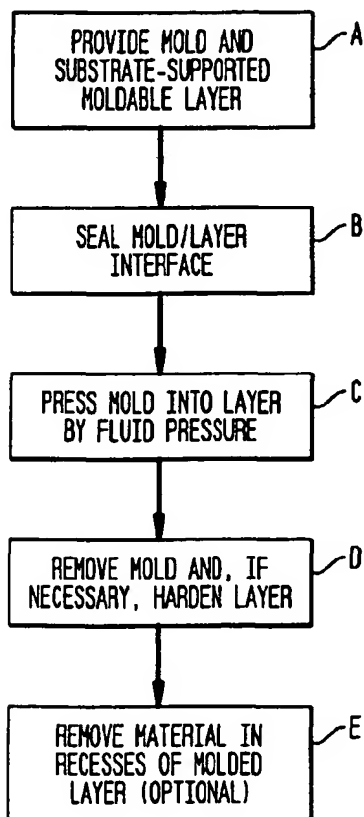 PROVIDE MOLD AND
SUBSTRATE-SUPPORTED
MOLDABLE LAYER
A
SEAL MOLD/LAYER
INTERFACE
B
PRESS MOLD INTO LAYER
BY FLUID PRESSURE
C
REMOVE MOLD AND, IF
NECESSARY, HARDEN LAYER
D
REMOVE MATERIAL IN
RECESSES OF MOLDED
LAYER (OPTIONAL)
E